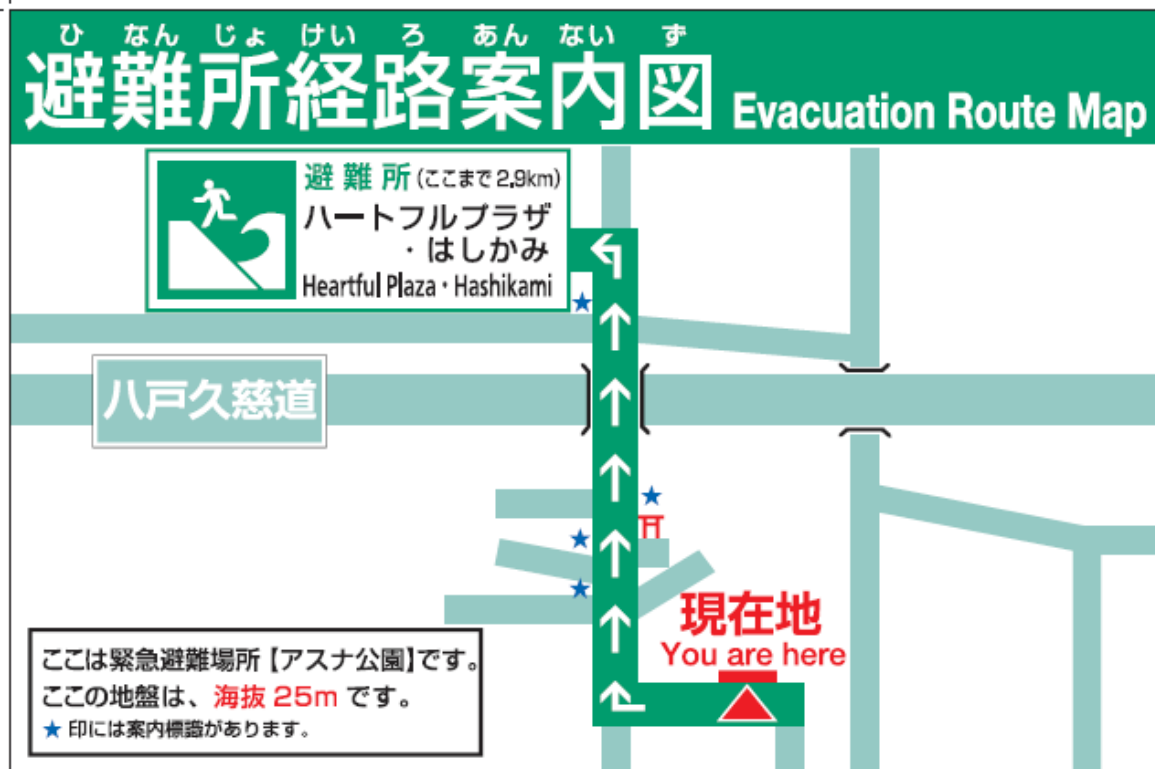 ひ なん じょ けい ろ あん ない ず
避難所経路案内図 Evacuation Route Map
避難所(ここまで2.9km)
ハートフルプラザ
・はしかみ
Heartful Plaza・Hashikami
八戸久慈道
現在地
You are here
ここは緊急避難場所【アスナ公園】です。
ここの地盤は、海抜 25m です。
★ 印には案内標識があります。